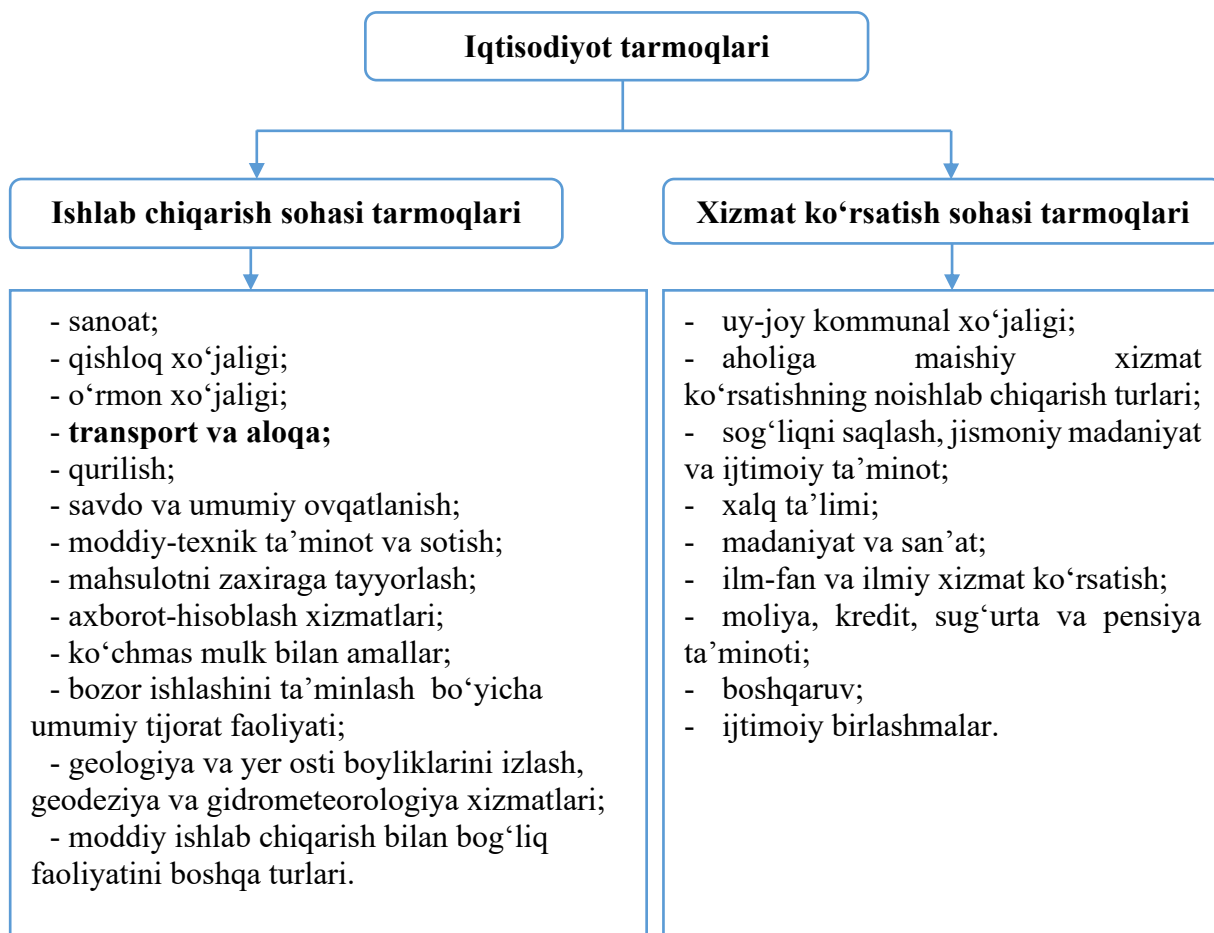 Iqtisodiyot tarmoqlari
Ishlab chiqarish sohasi tarmoqlari
Xizmat ko‘rsatish sohasi tarmoqlari
- sanoat;
- qishloq xo‘jaligi;
- o‘rmon xo‘jaligi;
- transport va aloqa;
- qurilish;
- savdo va umumiy ovqatlanish;
- moddiy-texnik ta’minot va sotish;
- mahsulotni zaxiraga tayyorlash;
- axborot-hisoblash xizmatlari;
- ko‘chmas mulk bilan amallar;
- bozor ishlashini ta’minlash bo‘yicha
umumiy tijorat faoliyati;
- geologiya va yer osti boyliklarini izlash,
geodeziya va gidrometeorologiya xizmatlari;
- moddiy ishlab chiqarish bilan bog‘liq
faoliyatini boshqa turlari.
- uy-joy kommunal xo‘jaligi;
- aholiga maishiy xizmat
ko‘rsatishning noishlab chiqarish turlari;
- sog‘liqni saqlash, jismoniy madaniyat
va ijtimoiy ta’minot;
- xalq ta’limi;
- madaniyat va san’at;
- ilm-fan va ilmiy xizmat ko‘rsatish;
- moliya, kredit, sug‘urta va pensiya
ta’minoti;
- boshqaruv;
- ijtimoiy birlashmalar.